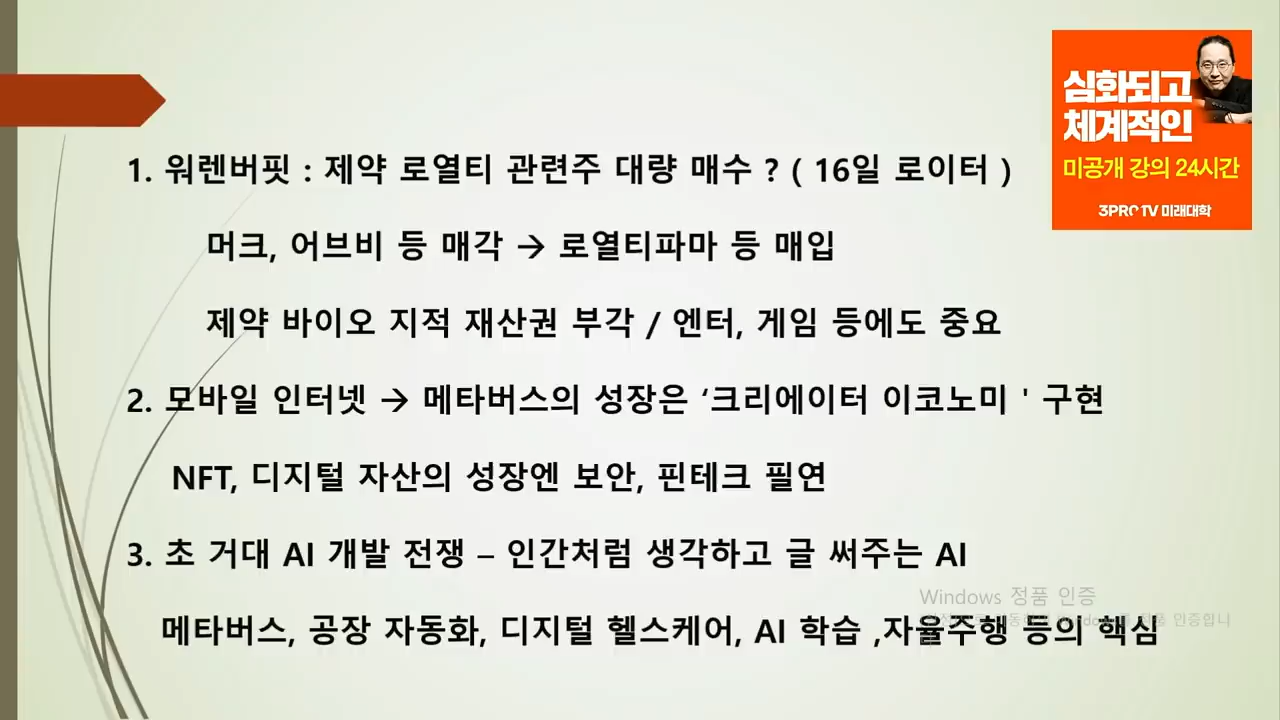 심화되고
체계적인
미공개 강의 24시간
3PRO TV 미래대학
1. 워렌버핏 : 제약 로열티 관련주 대량 매수 ? ( 16일 로이터 )
머크, 어브비 등 매각 → 로열티파마 등 매입
제약 바이오 지적 재산권 부각 / 엔터, 게임 등에도 중요
2. 모바일 인터넷 → 메타버스의 성장은 ‘크리에이터 이코노미 ' 구현
NFT, 디지털 자산의 성장엔 보안, 핀테크 필연
3. 초 거대 AI 개발 전쟁 – 인간처럼 생각하고 글 써주는 AI
Windows 정품 인증
메타버스, 공장 자동화, 디지털 헬스케어, AI 학습 ,자율주행 등의 핵심